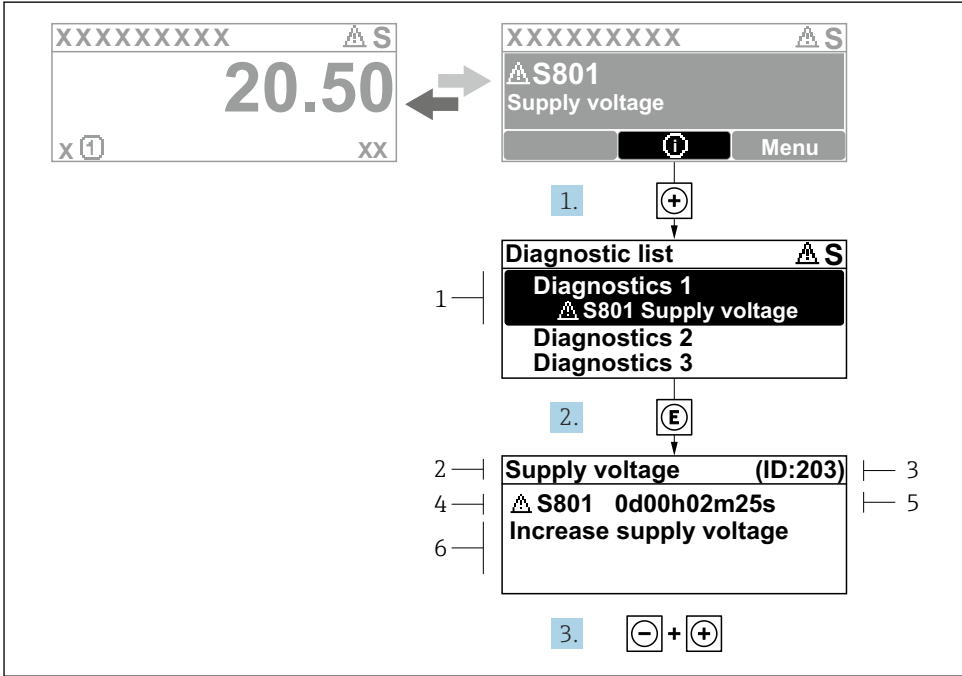 XXXXXXXXX ⚠ S
20.50
x ① xx
XXXXXXXXX ⚠ S
⚠ S801
Supply voltage
ⓘ Menu
1. +
Diagnostic list ⚠ S
1
Diagnostics 1
⚠ S801 Supply voltage
Diagnostics 2
Diagnostics 3
2. E
2 Supply voltage (ID:203) 3
4 ⚠ S801 0d00h02m25s 5
6 Increase supply voltage
3. - + +